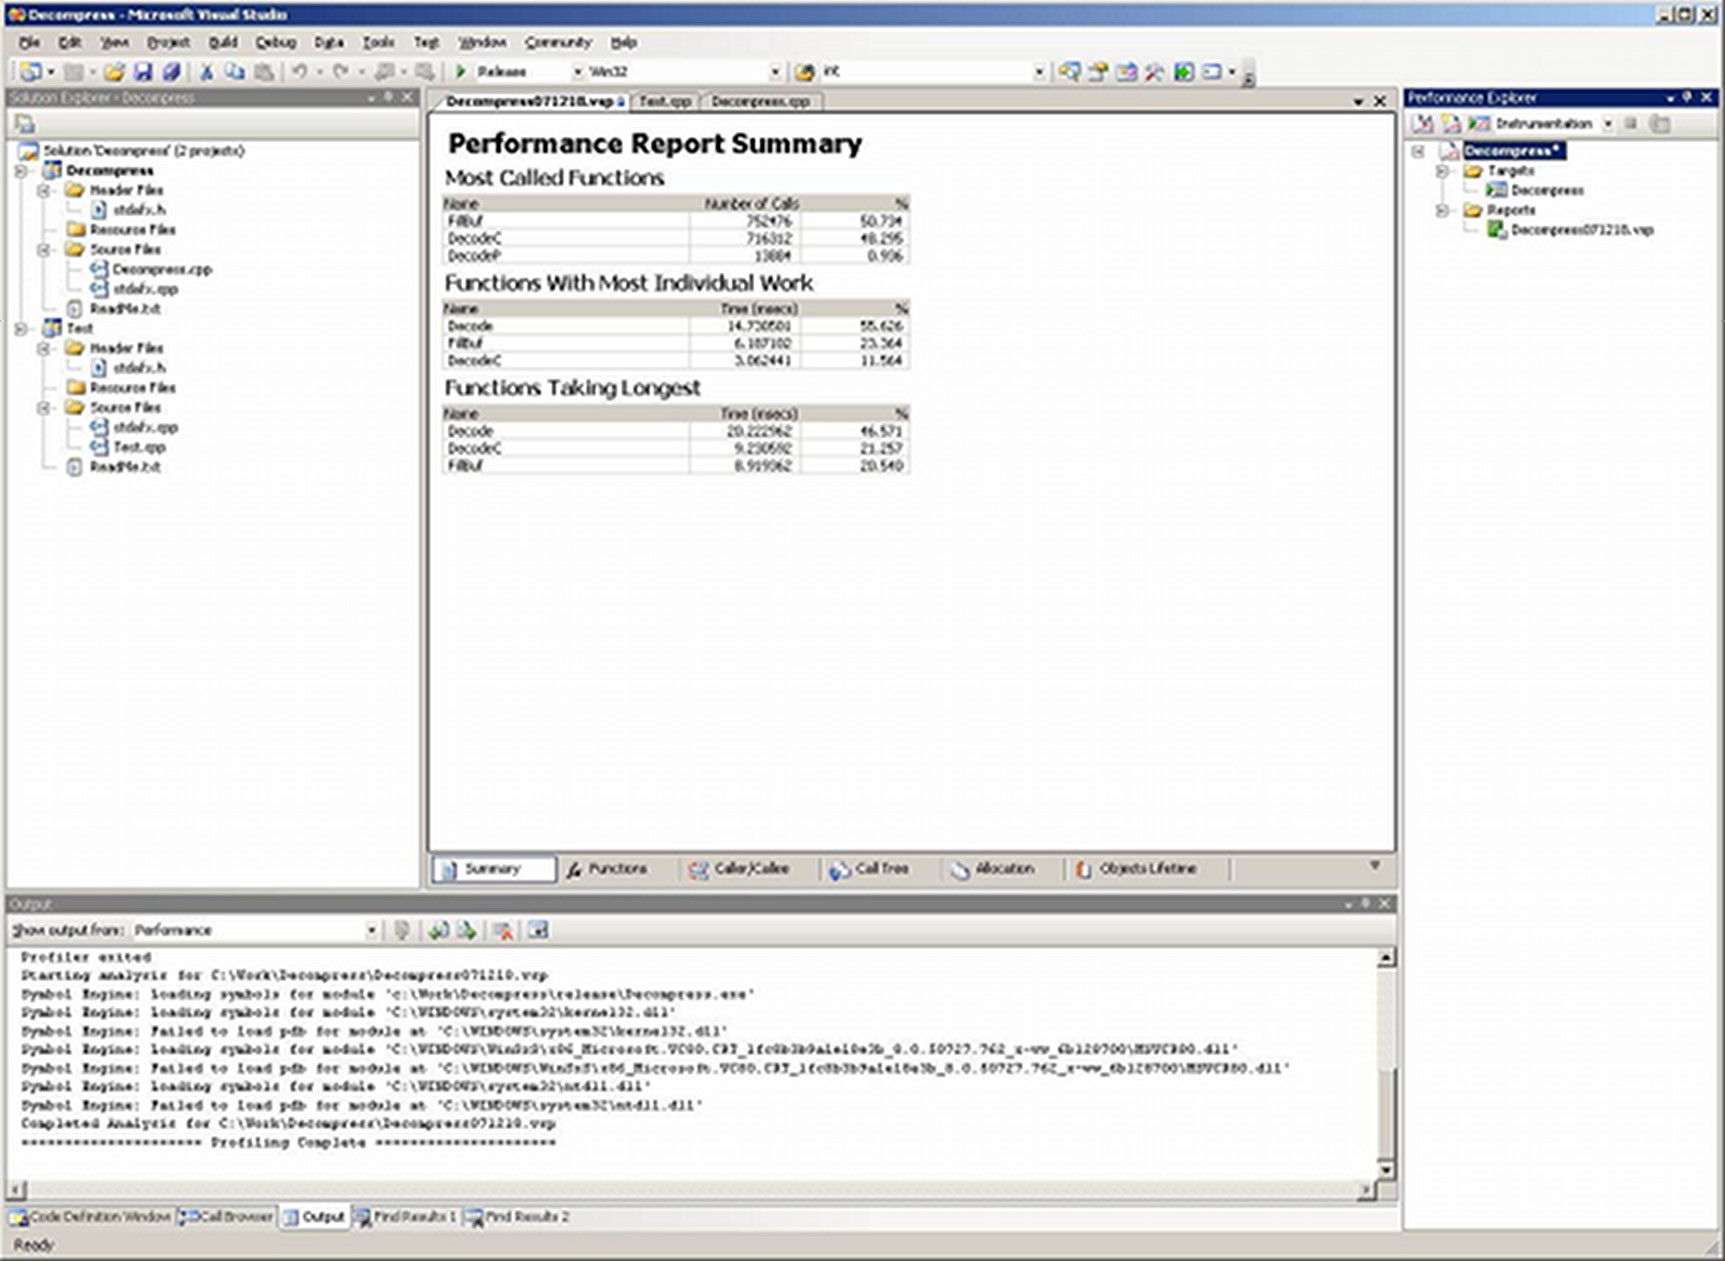 Decompress - Microsoft Visual Studio
File Edit View Project Build Debug Data Tools Test Window Community Help
Release Win32 int
Solution Explorer - Decompress
Solution 'Decompress' (2 projects)
Decompress
Header Files
stdafx.h
Resource Files
Source Files
Decompress.cpp
stdafx.cpp
ReadMe.txt
Test
Header Files
stdafx.h
Resource Files
Source Files
stdafx.cpp
Test.cpp
ReadMe.txt
Decompress071218.vsp Test.cpp Decompress.cpp
Performance Report Summary
Most Called Functions
Name Number of Calls %
FillBuf 752476 50.734
DecodeC 716312 48.295
DecodeP 13884 0.936
Functions With Most Individual Work
Name Time (msecs) %
Decode 14.730501 55.626
FillBuf 6.187102 23.364
DecodeC 3.062441 11.564
Functions Taking Longest
Name Time (msecs) %
Decode 20.222962 46.571
DecodeC 9.230592 21.257
FillBuf 8.919362 20.540
Summary Functions Caller/Callee Call Tree Allocation Objects Lifetime
Performance Explorer
Instrumentation
Decompress*
Targets
Decompress
Reports
Decompress071218.vsp
Output
Show output from: Performance
Profiler exited
Starting analysis for C:\Work\Decompress\Decompress071218.vsp
Symbol Engine: loading symbols for module 'c:\Work\Decompress\release\Decompress.exe'
Symbol Engine: loading symbols for module 'C:\WINDOWS\system32\kernel32.dll'
Symbol Engine: Failed to load pdb for module at 'C:\WINDOWS\system32\kernel32.dll'
Symbol Engine: loading symbols for module 'C:\WINDOWS\WinSxS\x86_Microsoft.VC80.CRT_1fc8b3b9a1e18e3b_8.0.50727.762_x-ww_6b128700\MSVCR80.dll'
Symbol Engine: Failed to load pdb for module at 'C:\WINDOWS\WinSxS\x86_Microsoft.VC80.CRT_1fc8b3b9a1e18e3b_8.0.50727.762_x-ww_6b128700\MSVCR80.dll'
Symbol Engine: loading symbols for module 'C:\WINDOWS\system32\ntdll.dll'
Symbol Engine: Failed to load pdb for module at 'C:\WINDOWS\system32\ntdll.dll'
Completed Analysis for C:\Work\Decompress\Decompress071218.vsp
===================== Profiling Complete =====================
Code Definition Window Call Browser Output Find Results 1 Find Results 2
Ready